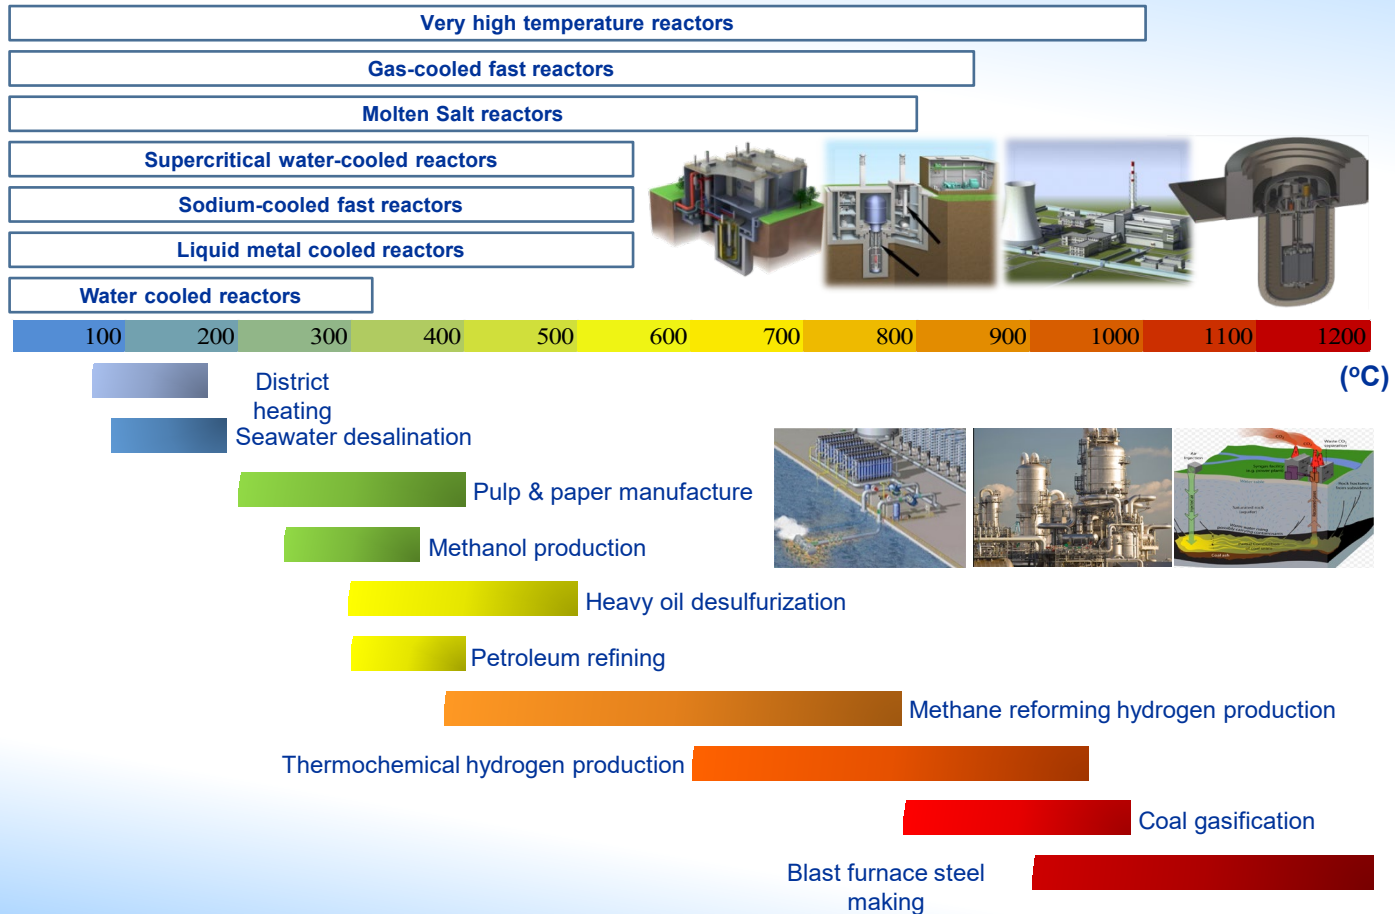 Very high temperature reactors
Gas-cooled fast reactors
Molten Salt reactors
Supercritical water-cooled reactors
Sodium-cooled fast reactors
Liquid metal cooled reactors
Water cooled reactors
100 200 300 400 500 600 700 800 900 1000 1100 1200
(ºC)
District
heating
Seawater desalination
Pulp & paper manufacture
Methanol production
Heavy oil desulfurization
Petroleum refining
Methane reforming hydrogen production
Thermochemical hydrogen production
Coal gasification
Blast furnace steel
making
Air
injection